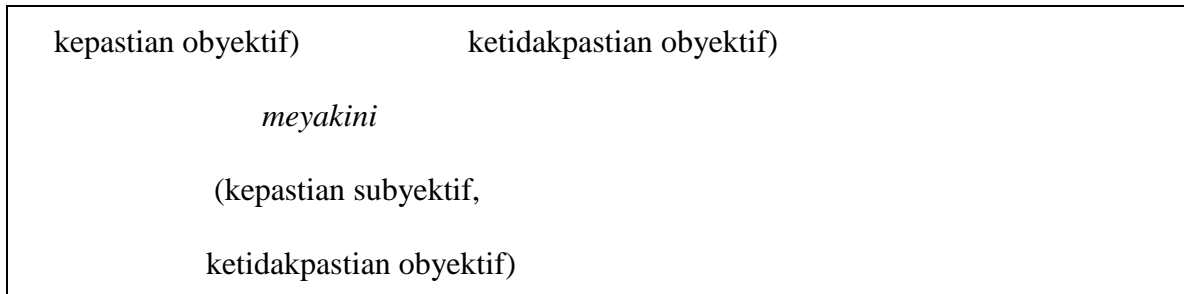 kepastian obyektif) ketidakpastian obyektif)
meyakini
(kepastian subyektif,
ketidakpastian obyektif)